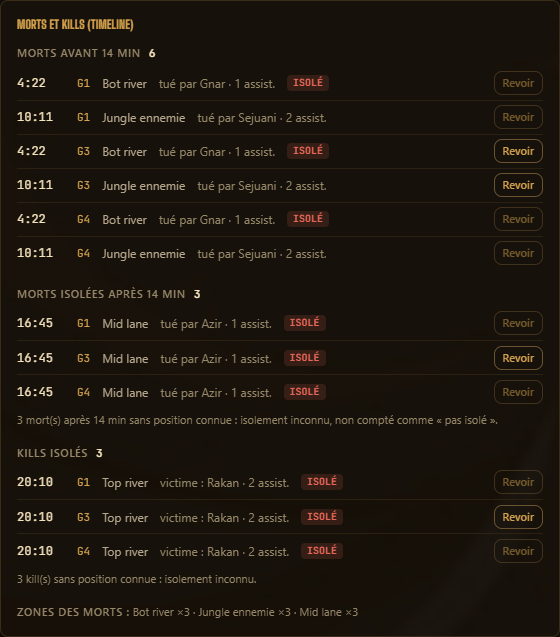 MORTS ET KILLS (TIMELINE)
MORTS AVANT 14 MIN 6
4:22 G1 Bot river tué par Gnar · 1 assist. ISOLÉ Revoir
10:11 G1 Jungle ennemie tué par Sejuani · 2 assist. Revoir
4:22 G3 Bot river tué par Gnar · 1 assist. ISOLÉ Revoir
10:11 G3 Jungle ennemie tué par Sejuani · 2 assist. Revoir
4:22 G4 Bot river tué par Gnar · 1 assist. ISOLÉ Revoir
10:11 G4 Jungle ennemie tué par Sejuani · 2 assist. Revoir
MORTS ISOLÉES APRÈS 14 MIN 3
16:45 G1 Mid lane tué par Azir · 1 assist. ISOLÉ Revoir
16:45 G3 Mid lane tué par Azir · 1 assist. ISOLÉ Revoir
16:45 G4 Mid lane tué par Azir · 1 assist. ISOLÉ Revoir
3 mort(s) après 14 min sans position connue : isolement inconnu, non compté comme « pas isolé ».
KILLS ISOLÉS 3
20:10 G1 Top river victime : Rakan · 2 assist. ISOLÉ Revoir
20:10 G3 Top river victime : Rakan · 2 assist. ISOLÉ Revoir
20:10 G4 Top river victime : Rakan · 2 assist. ISOLÉ Revoir
3 kill(s) sans position connue : isolement inconnu.
ZONES DES MORTS : Bot river ×3 · Jungle ennemie ×3 · Mid lane ×3